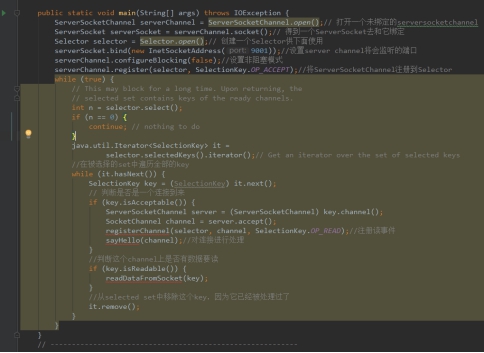 public static void main(String[] args) throws IOException {
ServerSocketChannel serverChannel = ServerSocketChannel.open();// 打开一个未绑定的serversocketchannel
ServerSocket serverSocket = serverChannel.socket();// 得到一个ServerSocket去和它绑定
Selector selector = Selector.open();// 创建一个Selector供下面使用
serverSocket.bind(new InetSocketAddress( port: 9001));//设置server channel将会监听的端口
serverChannel.configureBlocking(false);//设置非阻塞模式
serverChannel.register(selector, SelectionKey.OP_ACCEPT);//将ServerSocketChannel注册到Selector
while (true) {
// This may block for a long time. Upon returning, the
// selected set contains keys of the ready channels.
int n = selector.select();
if (n == 0) {
continue; // nothing to do
}
java.util.Iterator<SelectionKey> it =
selector.selectedKeys().iterator();// Get an iterator over the set of selected keys
//在被选择的set中遍历全部的key
while (it.hasNext()) {
SelectionKey key = (SelectionKey) it.next();
// 判断是否是一个连接到来
if (key.isAcceptable()) {
ServerSocketChannel server = (ServerSocketChannel) key.channel();
SocketChannel channel = server.accept();
registerChannel(selector, channel, SelectionKey.OP_READ);//注册读事件
sayHello(channel);//对连接进行处理
}
//判断这个channel上是否有数据要读
if (key.isReadable()) {
readDataFromSocket(key);
}
//从selected set中移除这个key，因为它已经被处理过了
it.remove();
}
}
}
// ----------------------------------------------------------